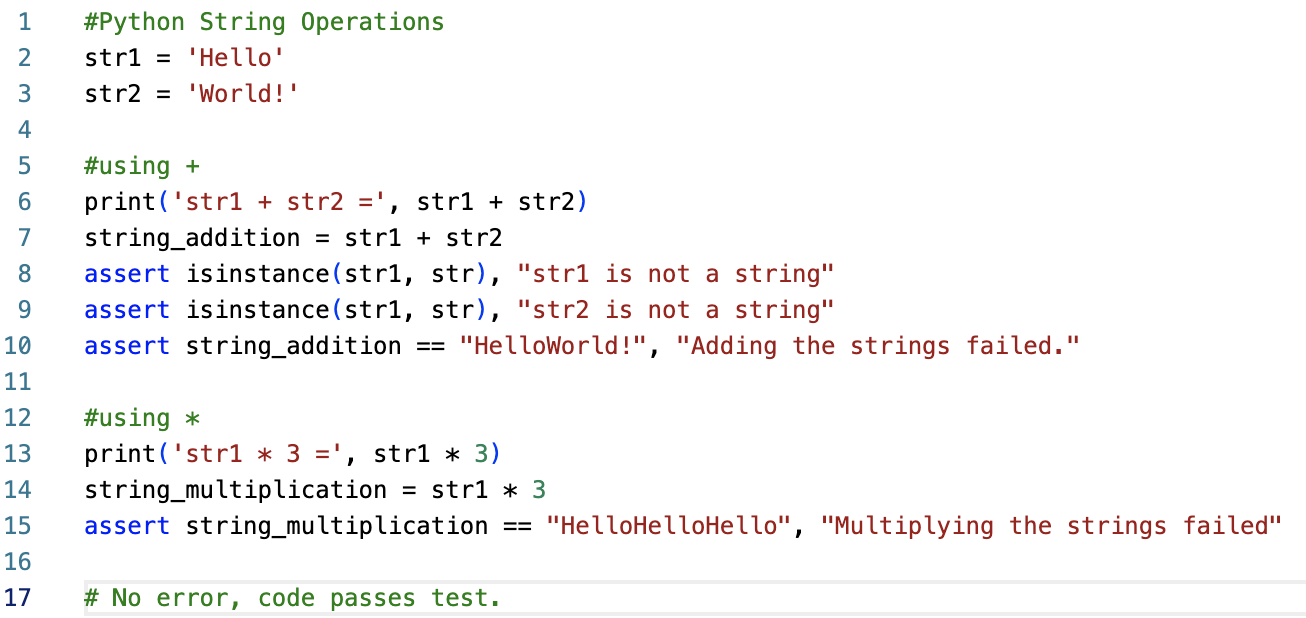 1 #Python String Operations
2 str1 = 'Hello'
3 str2 = 'World!'
4
5 #using +
6 print('str1 + str2 =', str1 + str2)
7 string_addition = str1 + str2
8 assert isinstance(str1, str), "str1 is not a string"
9 assert isinstance(str1, str), "str2 is not a string"
10 assert string_addition == "HelloWorld!", "Adding the strings failed."
11
12 #using *
13 print('str1 * 3 =', str1 * 3)
14 string_multiplication = str1 * 3
15 assert string_multiplication == "HelloHelloHello", "Multiplying the strings failed"
16
17 # No error, code passes test.